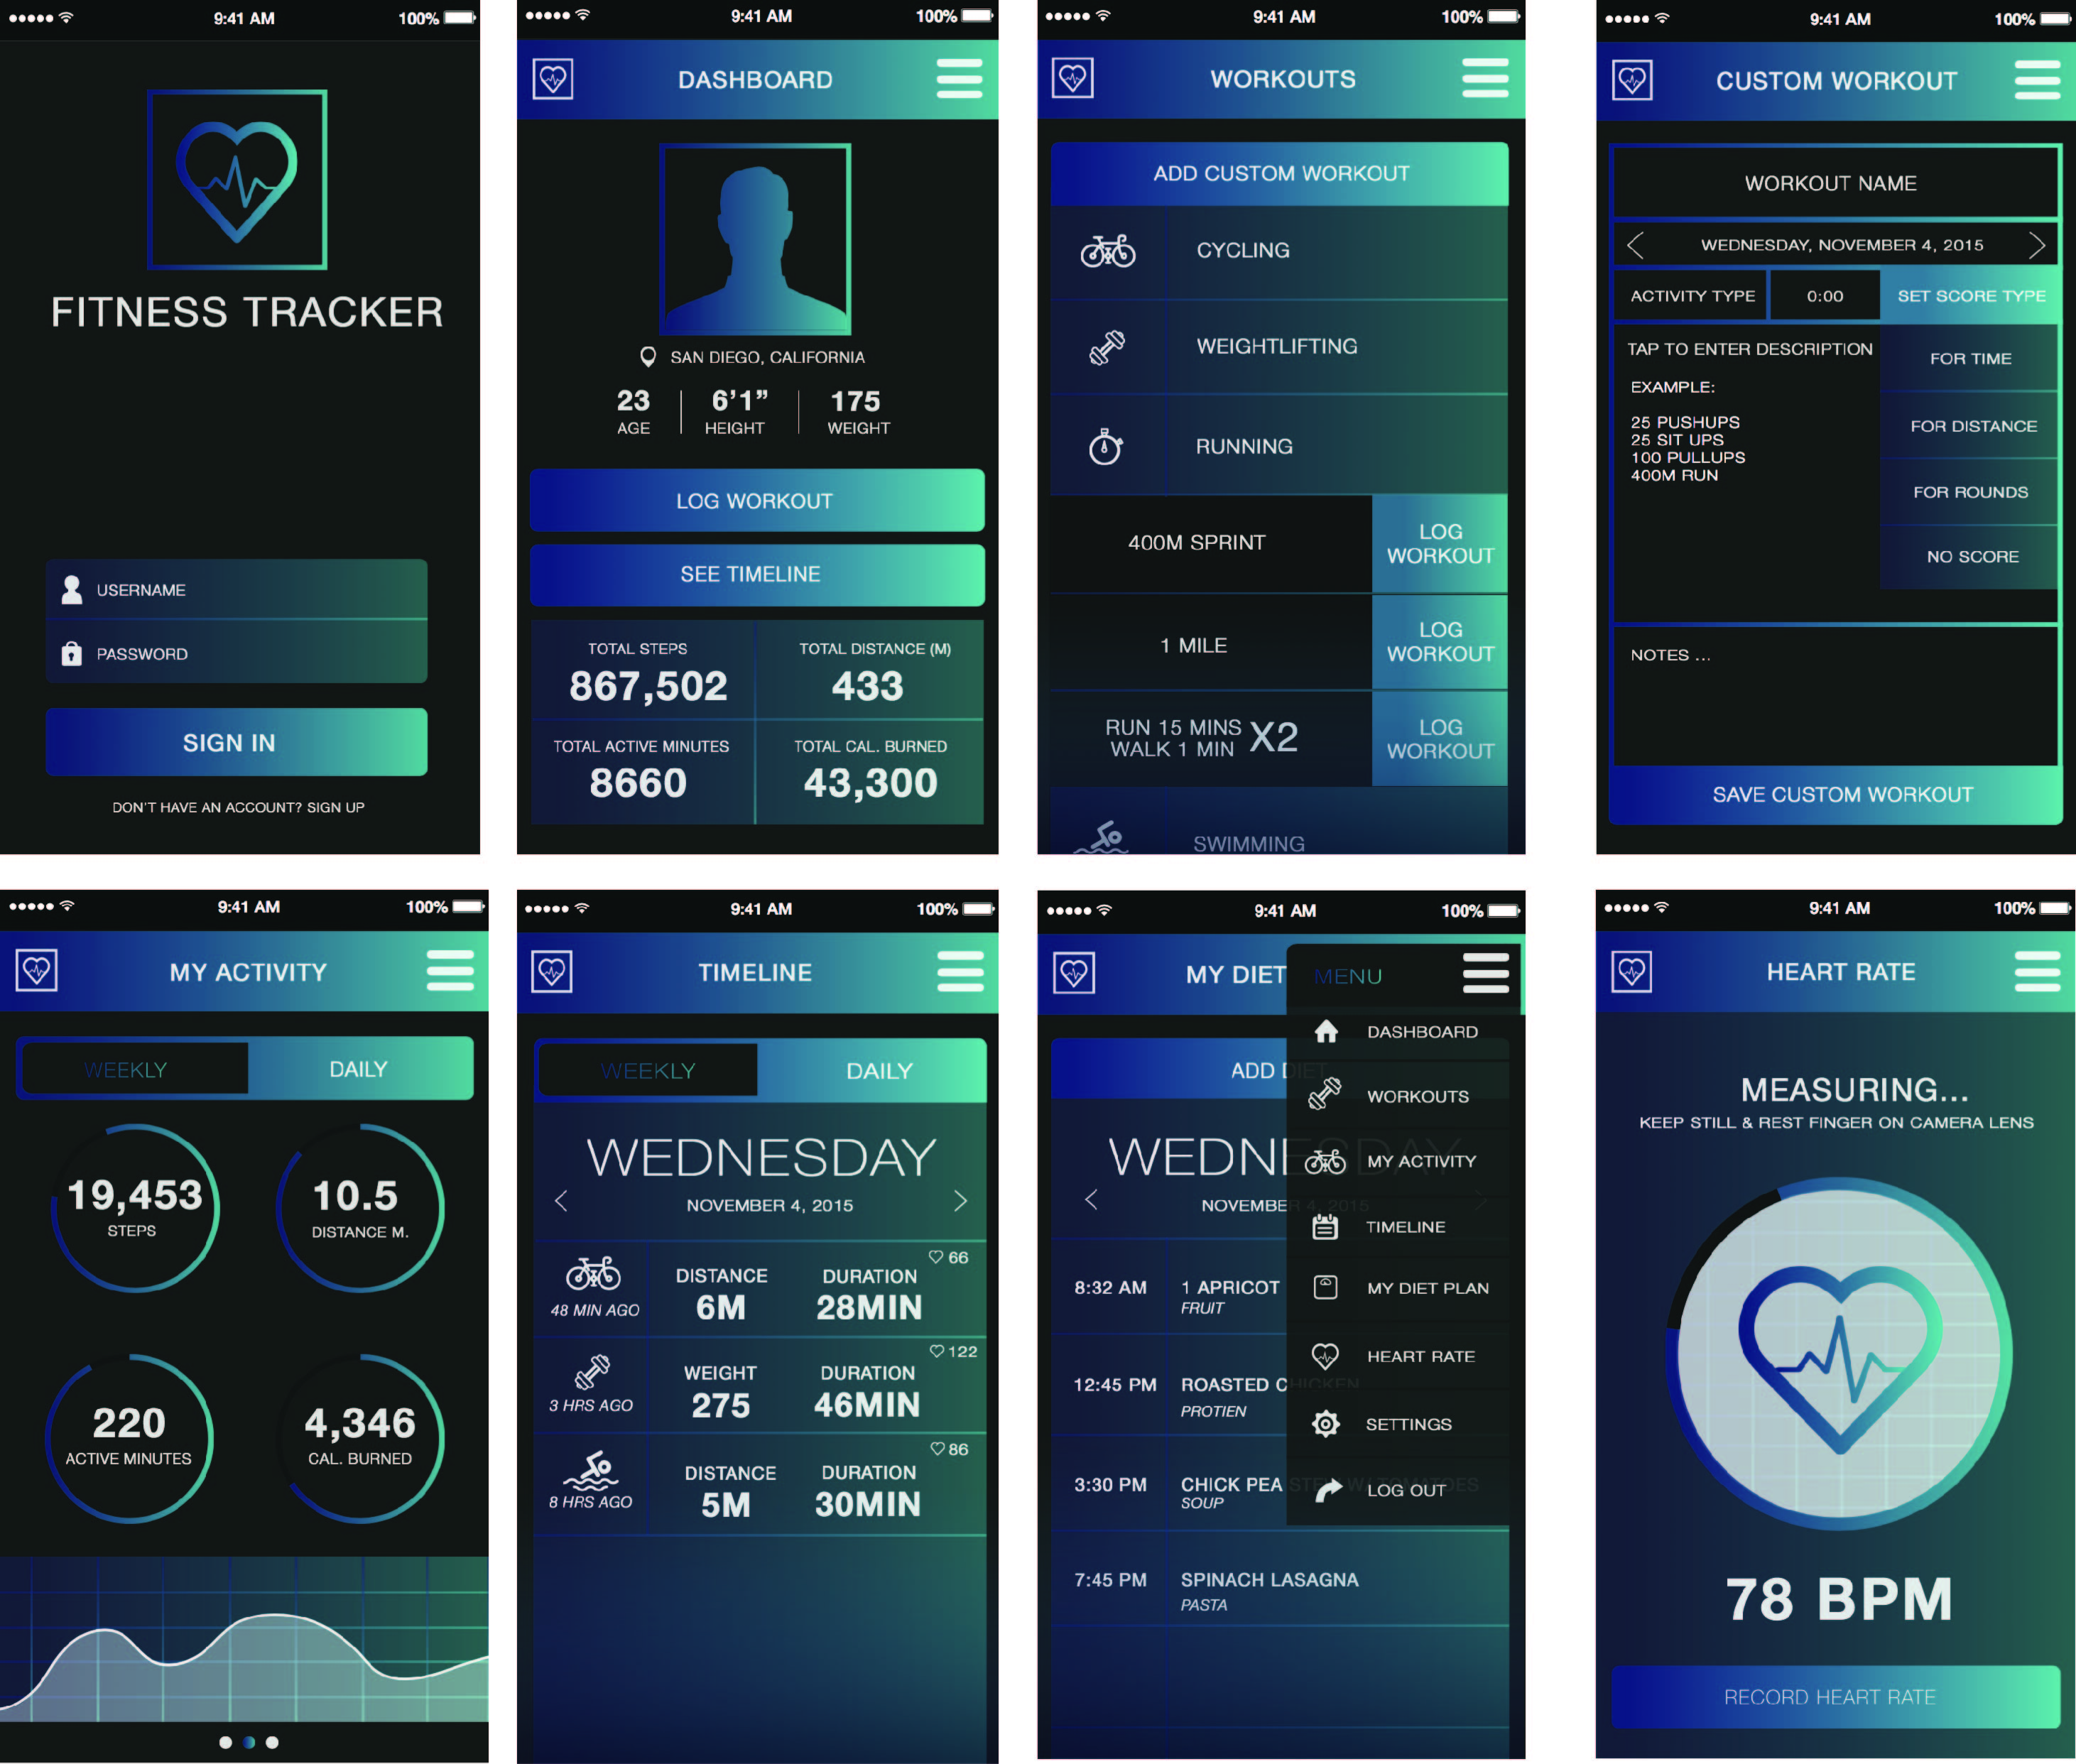 9:41 AM 100%
FITNESS TRACKER
USERNAME
PASSWORD
SIGN IN
DON'T HAVE AN ACCOUNT? SIGN UP
9:41 AM 100%
DASHBOARD
SAN DIEGO, CALIFORNIA
23 6’1” 175
AGE HEIGHT WEIGHT
LOG WORKOUT
SEE TIMELINE
TOTAL STEPS TOTAL DISTANCE (M)
867,502 433
TOTAL ACTIVE MINUTES TOTAL CAL. BURNED
8660 43,300
9:41 AM 100%
WORKOUTS
ADD CUSTOM WORKOUT
CYCLING
WEIGHTLIFTING
RUNNING
400M SPRINT
LOG
WORKOUT
1 MILE
LOG
WORKOUT
RUN 15 MINS
WALK 1 MIN
X2
LOG
WORKOUT
SWIMMING
9:41 AM 100%
CUSTOM WORKOUT
WORKOUT NAME
WEDNESDAY, NOVEMBER 4, 2015
ACTIVITY TYPE 0:00 SET SCORE TYPE
TAP TO ENTER DESCRIPTION
EXAMPLE:
25 PUSHUPS
25 SIT UPS
100 PULLUPS
400M RUN
FOR TIME
FOR DISTANCE
FOR ROUNDS
NO SCORE
NOTES ...
SAVE CUSTOM WORKOUT
9:41 AM 100%
MY ACTIVITY
WEEKLY DAILY
19,453
STEPS
10.5
DISTANCE M.
220
ACTIVE MINUTES
4,346
CAL. BURNED
9:41 AM 100%
TIMELINE
WEEKLY DAILY
WEDNESDAY
NOVEMBER 4, 2015
66
DISTANCE DURATION
6M 28MIN
48 MIN AGO
122
WEIGHT DURATION
275 46MIN
3 HRS AGO
86
DISTANCE DURATION
5M 30MIN
8 HRS AGO
9:41 AM 100%
MY DIET
ADD DIET
WEDNESDAY
NOVEMBER 4, 2015
8:32 AM 1 APRICOT
FRUIT
12:45 PM ROASTED CHICKEN
PROTIEN
3:30 PM CHICK PEA STEW W/ TOMATOES
SOUP
7:45 PM SPINACH LASAGNA
PASTA
MENU
DASHBOARD
WORKOUTS
MY ACTIVITY
TIMELINE
MY DIET PLAN
HEART RATE
SETTINGS
LOG OUT
9:41 AM 100%
HEART RATE
MEASURING...
KEEP STILL & REST FINGER ON CAMERA LENS
78 BPM
RECORD HEART RATE